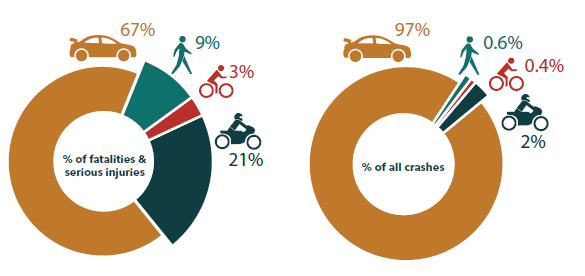 67%
9%
3%
21%
% of fatalities &
serious injuries
97%
0.6%
0.4%
2%
% of all crashes